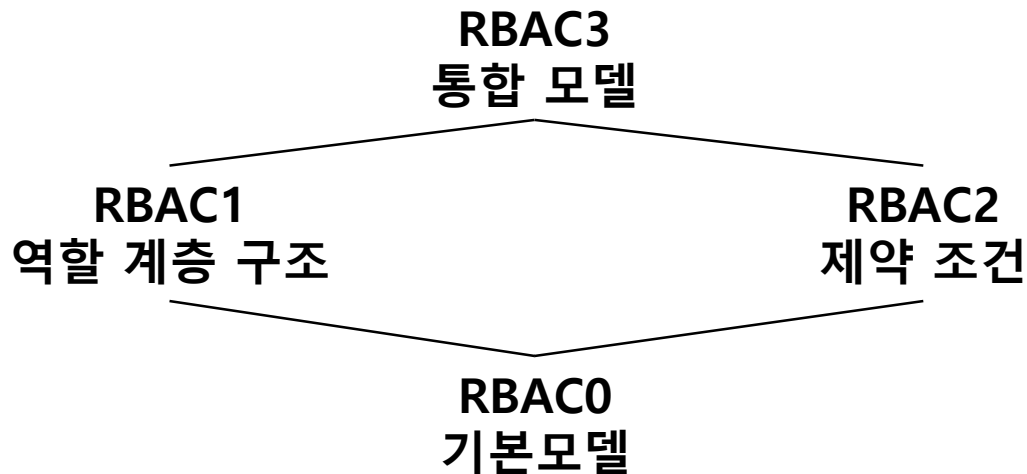 RBAC3
통합 모델
RBAC1
역할 계층 구조
RBAC2
제약 조건
RBAC0
기본모델